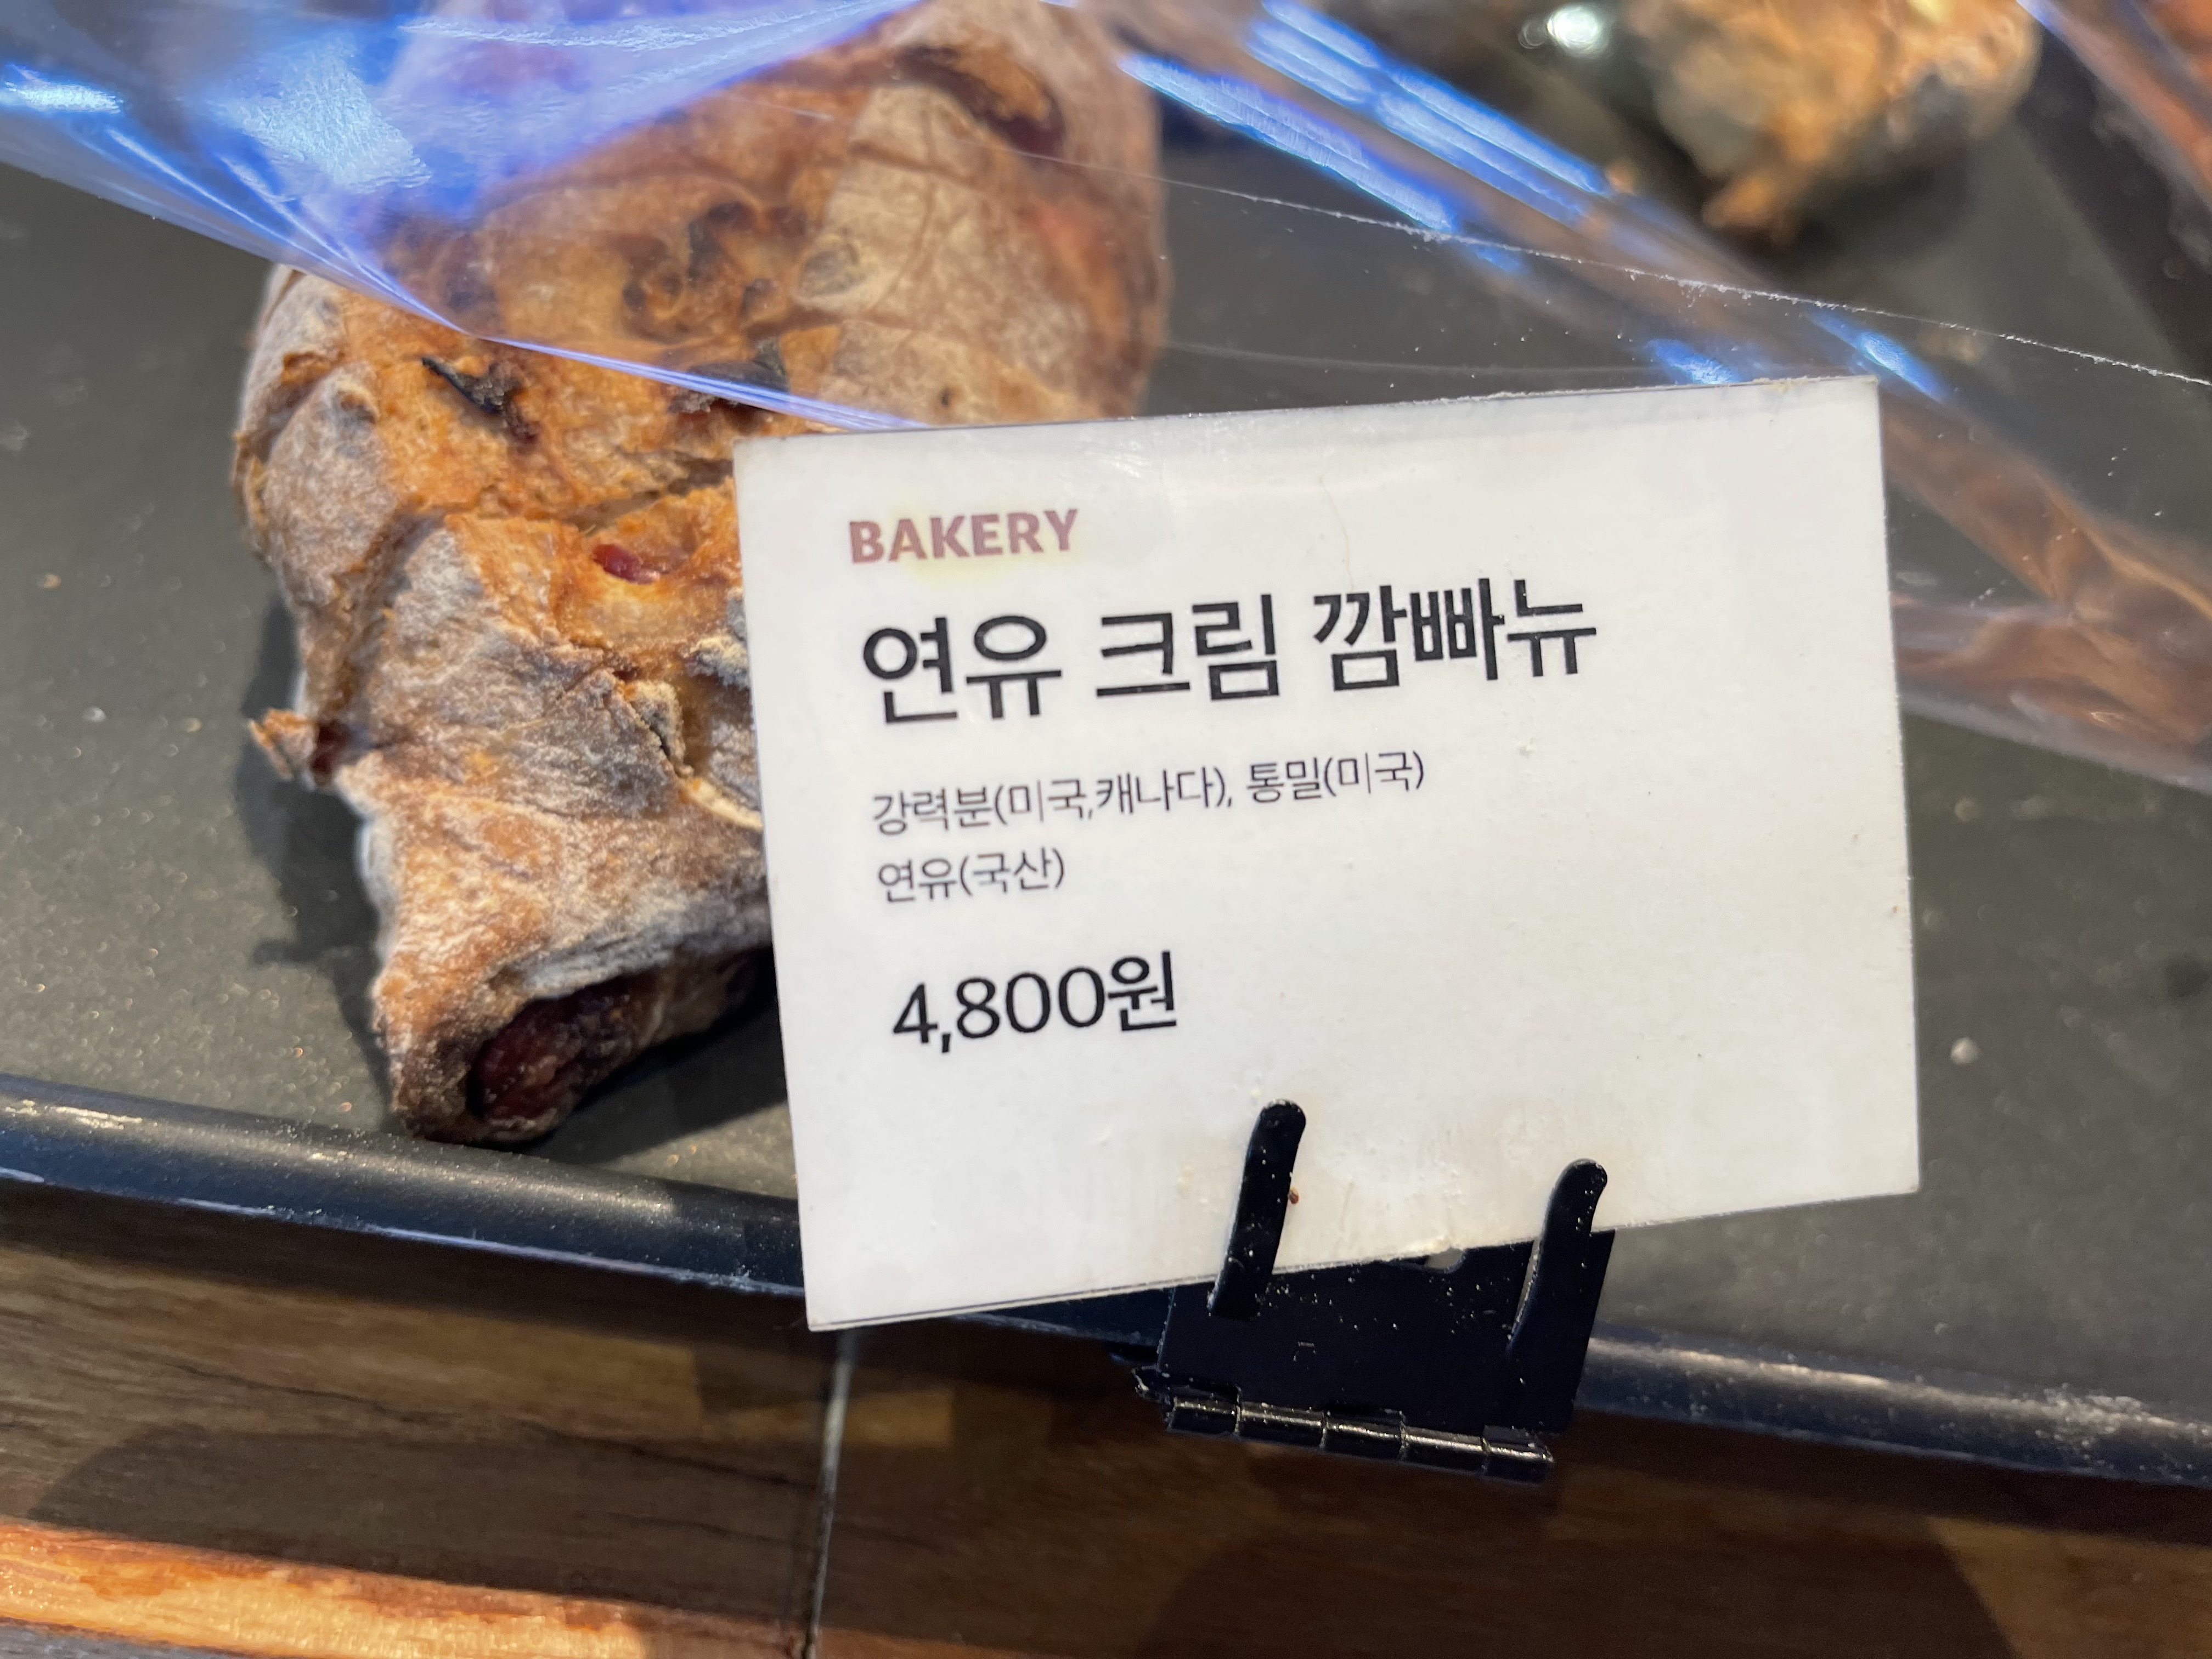 BAKERY
연유 크림 깜빠뉴
강력분(미국,캐나다), 통밀(미국)
연유(국산)
4,800원